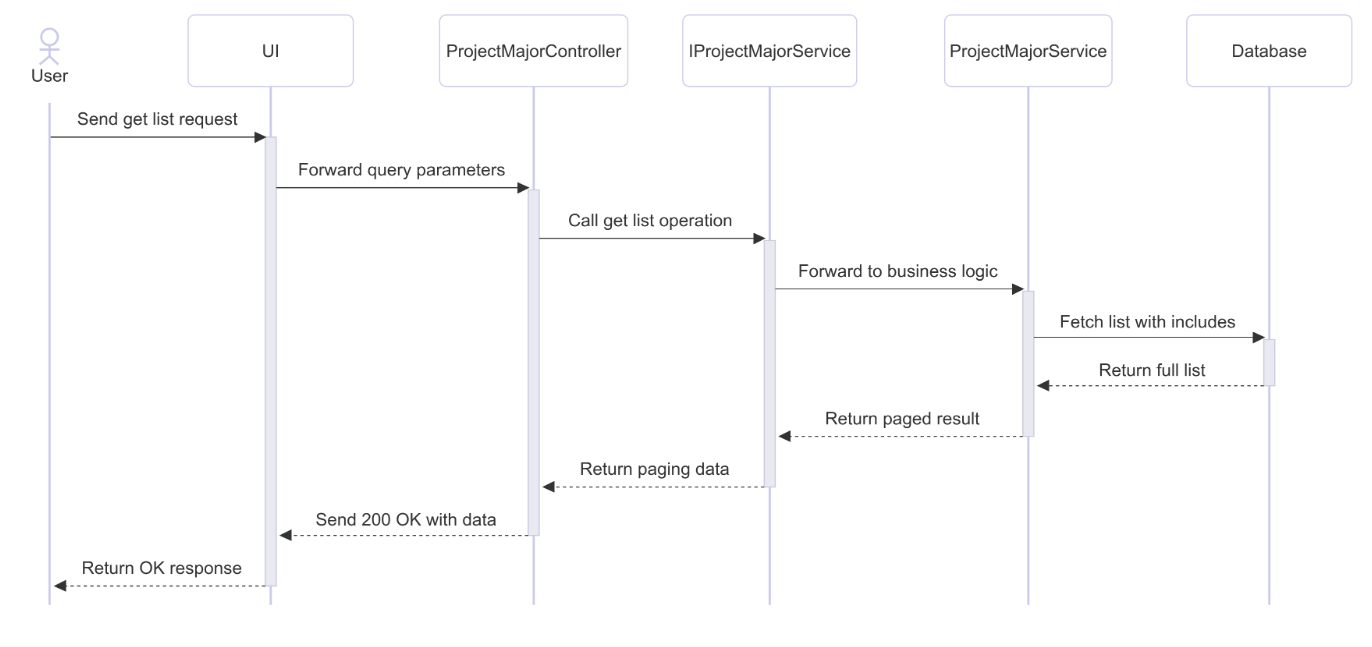 User
UI
ProjectMajorController
IProjectMajorService
ProjectMajorService
Database
Send get list request
Forward query parameters
Call get list operation
Forward to business logic
Fetch list with includes
Return full list
Return paged result
Return paging data
Send 200 OK with data
Return OK response